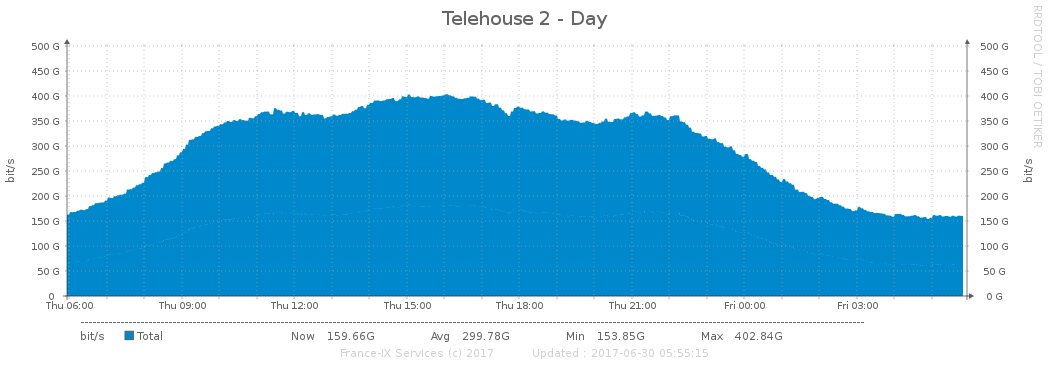 Telehouse 2 - Day
RRDTOOL / TOBI OETIKER
bit/s
500 G 500 G
450 G 450 G
400 G 400 G
350 G 350 G
300 G 300 G
250 G 250 G
200 G 200 G
150 G 150 G
100 G 100 G
50 G 50 G
0 0 G
bit/s
Thu 06:00 Thu 09:00 Thu 12:00 Thu 15:00 Thu 18:00 Thu 21:00 Fri 00:00 Fri 03:00
bit/s Total Now 159.66G Avg 299.78G Min 153.85G Max 402.84G
France-IX Services (c) 2017 Updated : 2017-06-30 05:55:15